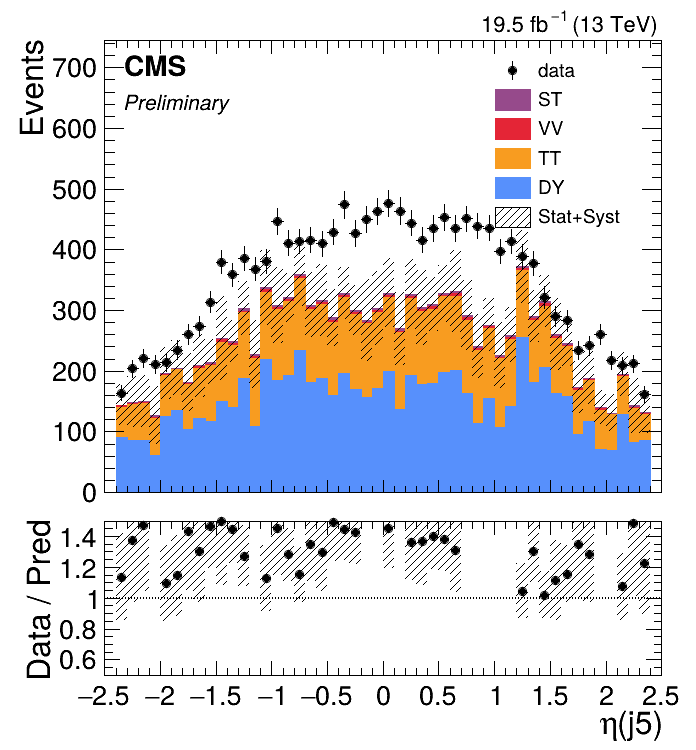 19.5 fb⁻¹ (13 TeV)
Events
CMS
Preliminary
data
ST
VV
TT
DY
Stat+Syst
700
600
500
400
300
200
100
0
Data / Pred
1.4
1.2
1
0.8
0.6
−2.5 −2 −1.5 −1 −0.5 0 0.5 1 1.5 2 2.5
η(j5)